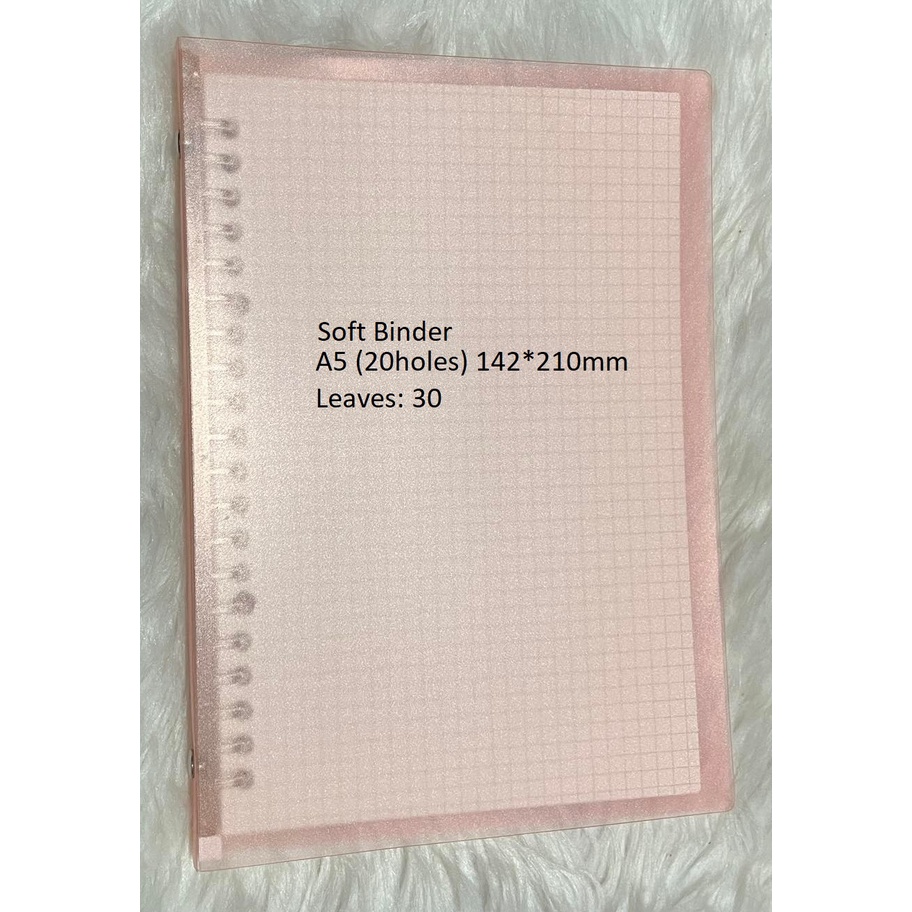 Soft Binder
A5 (20holes) 142*210mm
Leaves: 30